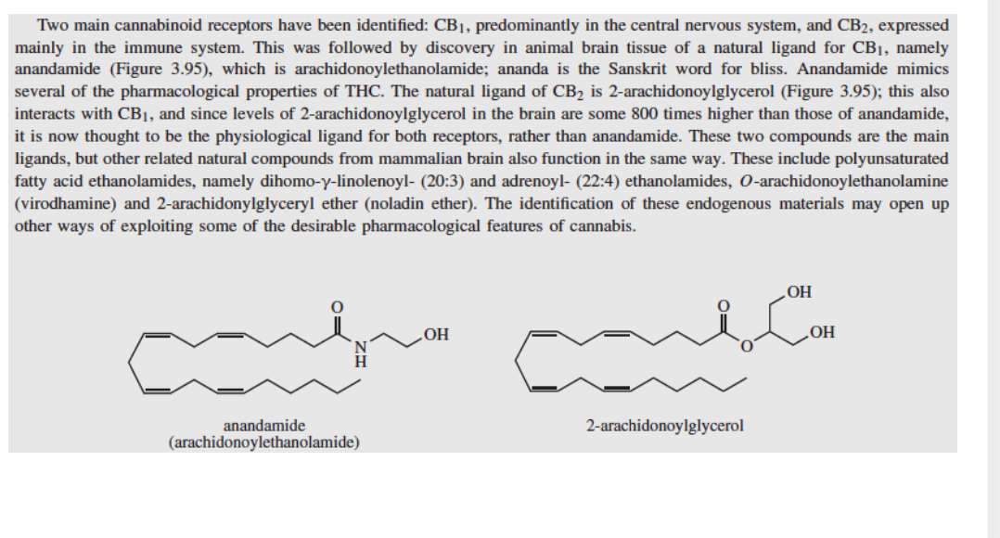 Two main cannabinoid receptors have been identified: CB₁, predominantly in the central nervous system, and CB₂, expressed
mainly in the immune system. This was followed by discovery in animal brain tissue of a natural ligand for CB₁, namely
anandamide (Figure 3.95), which is arachidonoylethanolamide; ananda is the Sanskrit word for bliss. Anandamide mimics
several of the pharmacological properties of THC. The natural ligand of CB₂ is 2-arachidonoylglycerol (Figure 3.95); this also
interacts with CB₁, and since levels of 2-arachidonoylglycerol in the brain are some 800 times higher than those of anandamide,
it is now thought to be the physiological ligand for both receptors, rather than anandamide. These two compounds are the main
ligands, but other related natural compounds from mammalian brain also function in the same way. These include polyunsaturated
fatty acid ethanolamides, namely dihomo-γ-linolenoyl- (20:3) and adrenoyl- (22:4) ethanolamides, O-arachidonoylethanolamine
(virodhamine) and 2-arachidonylglyceryl ether (noladin ether). The identification of these endogenous materials may open up
other ways of exploiting some of the desirable pharmacological features of cannabis.
O
N
H
OH
O
O
OH
OH
anandamide
(arachidonoylethanolamide)
2-arachidonoylglycerol